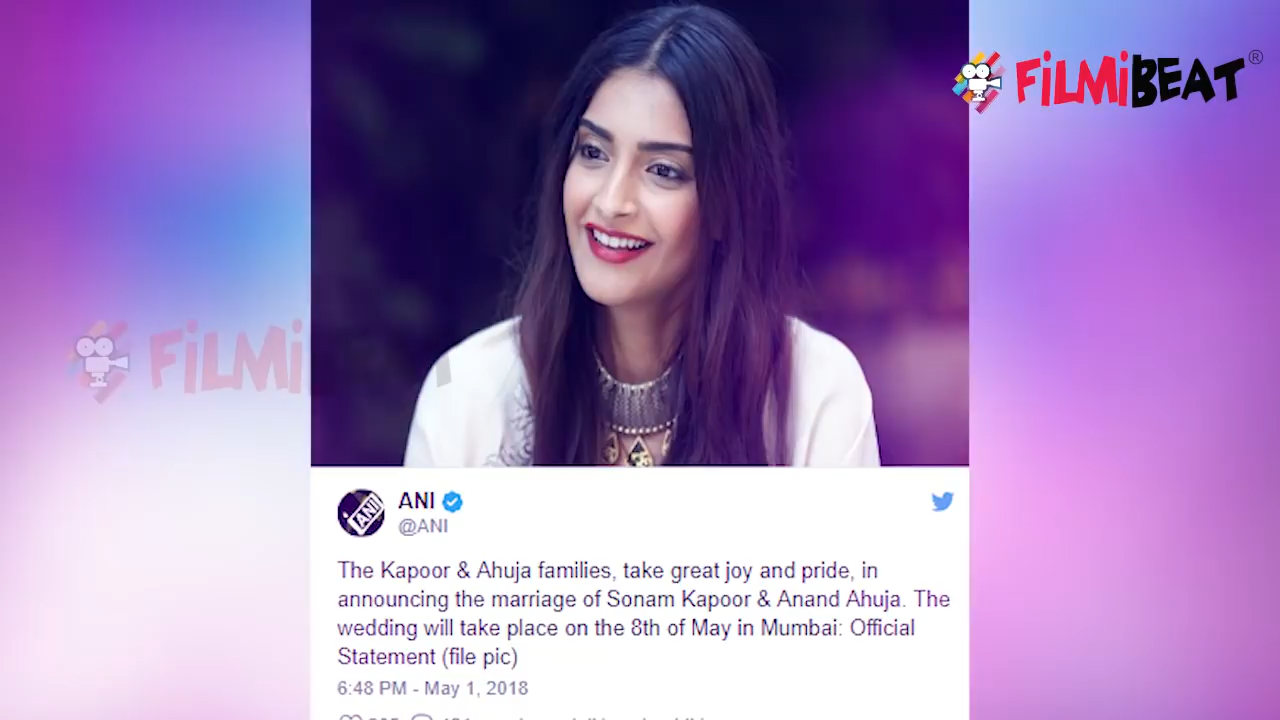 FiLMiBEAT®
FiLMi
ANI
@ANI
The Kapoor & Ahuja families, take great joy and pride, in
announcing the marriage of Sonam Kapoor & Anand Ahuja. The
wedding will take place on the 8th of May in Mumbai: Official
Statement (file pic)
6:48 PM - May 1, 2018